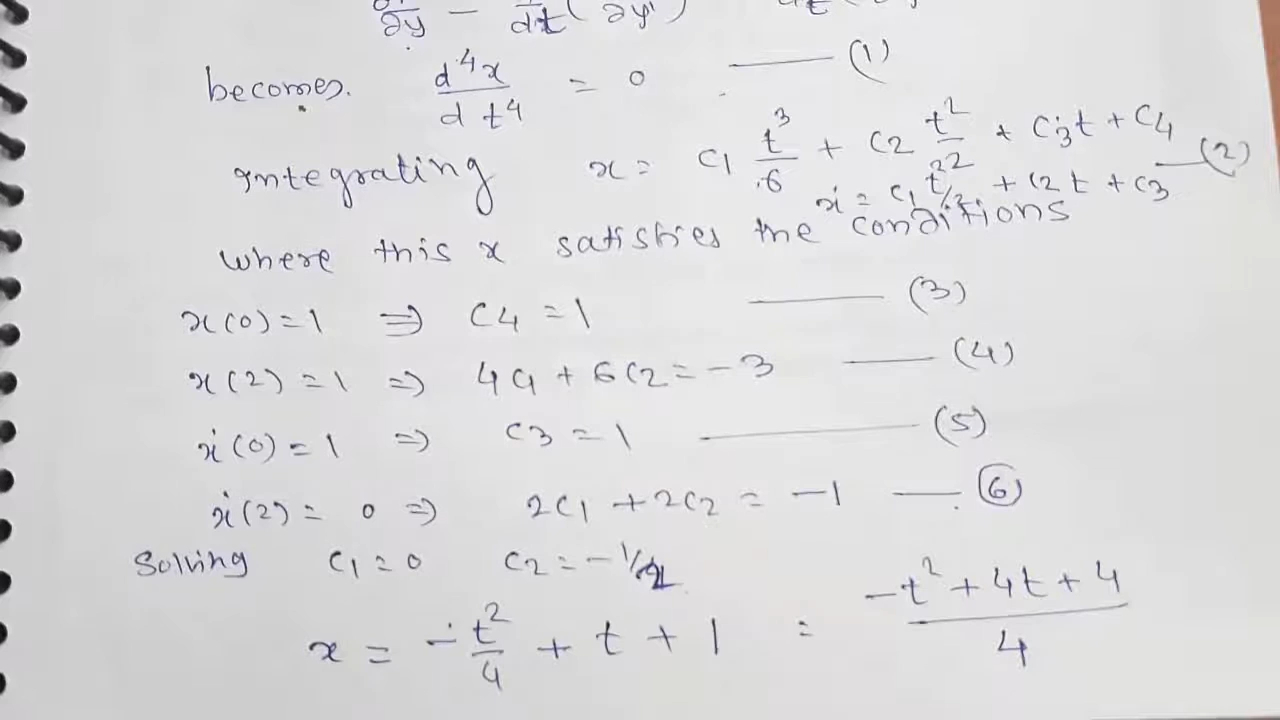 ∂y − d/dt ( ∂y' )
becomes. d⁴x/dt⁴ = 0 —— (1)
Integrating x = c1 t³/6 + c2 t²/2 + c3t + c4 —— (2)
ẋ = c1 t²/2 + c2t + c3
where this x satisfies the conditions
x(0) = 1 ⇒ c4 = 1 —— (3)
x(2) = 1 ⇒ 4c1 + 6c2 = −3 —— (4)
ẋ(0) = 1 ⇒ c3 = 1 —— (5)
ẋ(2) = 0 ⇒ 2c1 + 2c2 = −1 —— (6)
Solving c1 = 0 c2 = −1/2
x = −t²/4 + t + 1 = (−t² + 4t + 4)/4